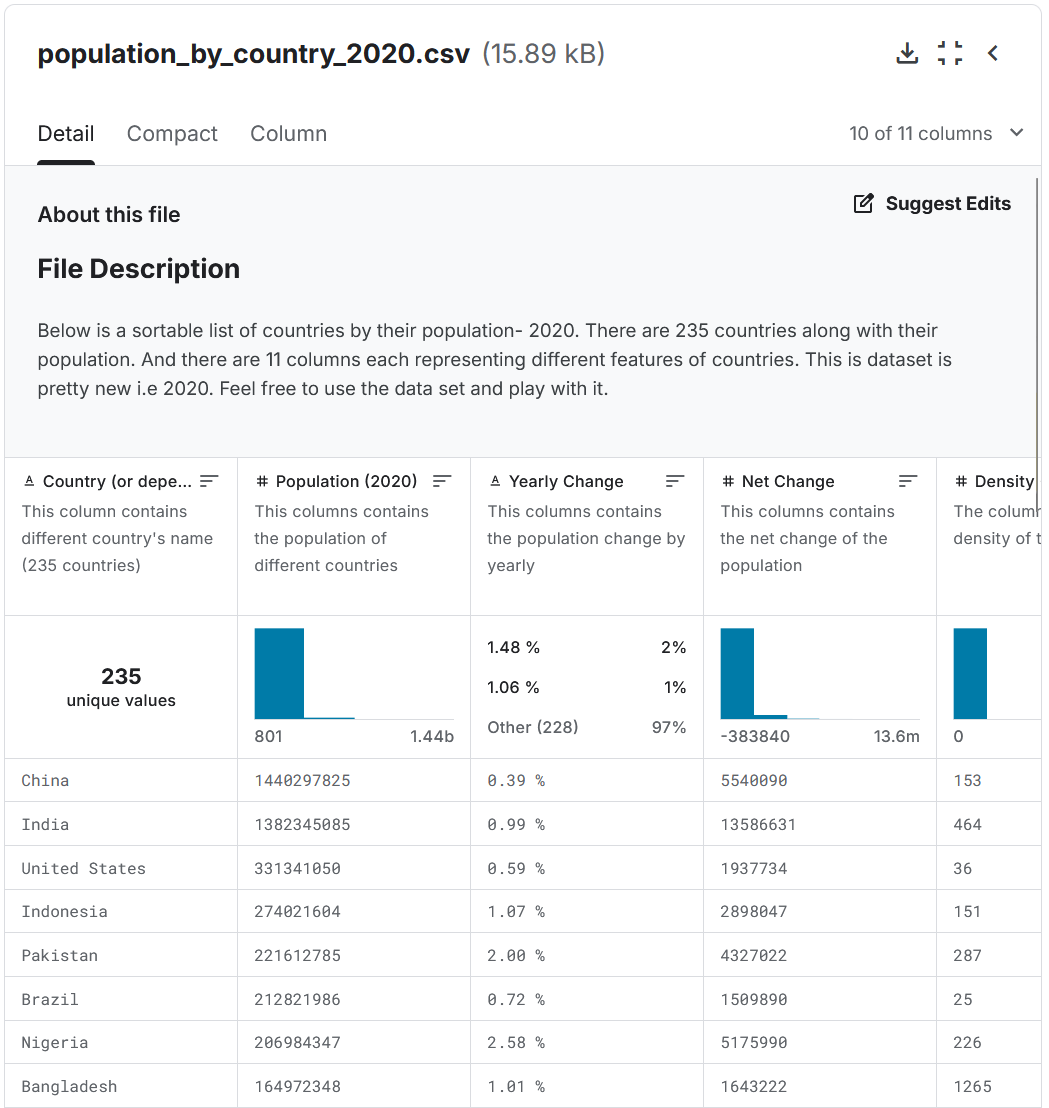 population_by_country_2020.csv (15.89 kB)
Detail Compact Column 10 of 11 columns
About this file
Suggest Edits
File Description
Below is a sortable list of countries by their population- 2020. There are 235 countries along with their
population. And there are 11 columns each representing different features of countries. This is dataset is
pretty new i.e 2020. Feel free to use the data set and play with it.
A Country (or depe... # Population (2020) A Yearly Change # Net Change # Density
This column contains This columns contains This columns contains This columns contains The colum
different country's name the population of the population change by the net change of the density of t
(235 countries) different countries yearly population
235
unique values
801 1.44b
1.48 % 2%
1.06 % 1%
Other (228) 97%
-383840 13.6m
0
China 1440297825 0.39 % 5540090 153
India 1382345085 0.99 % 13586631 464
United States 331341050 0.59 % 1937734 36
Indonesia 274021604 1.07 % 2898047 151
Pakistan 221612785 2.00 % 4327022 287
Brazil 212821986 0.72 % 1509890 25
Nigeria 206984347 2.58 % 5175990 226
Bangladesh 164972348 1.01 % 1643222 1265